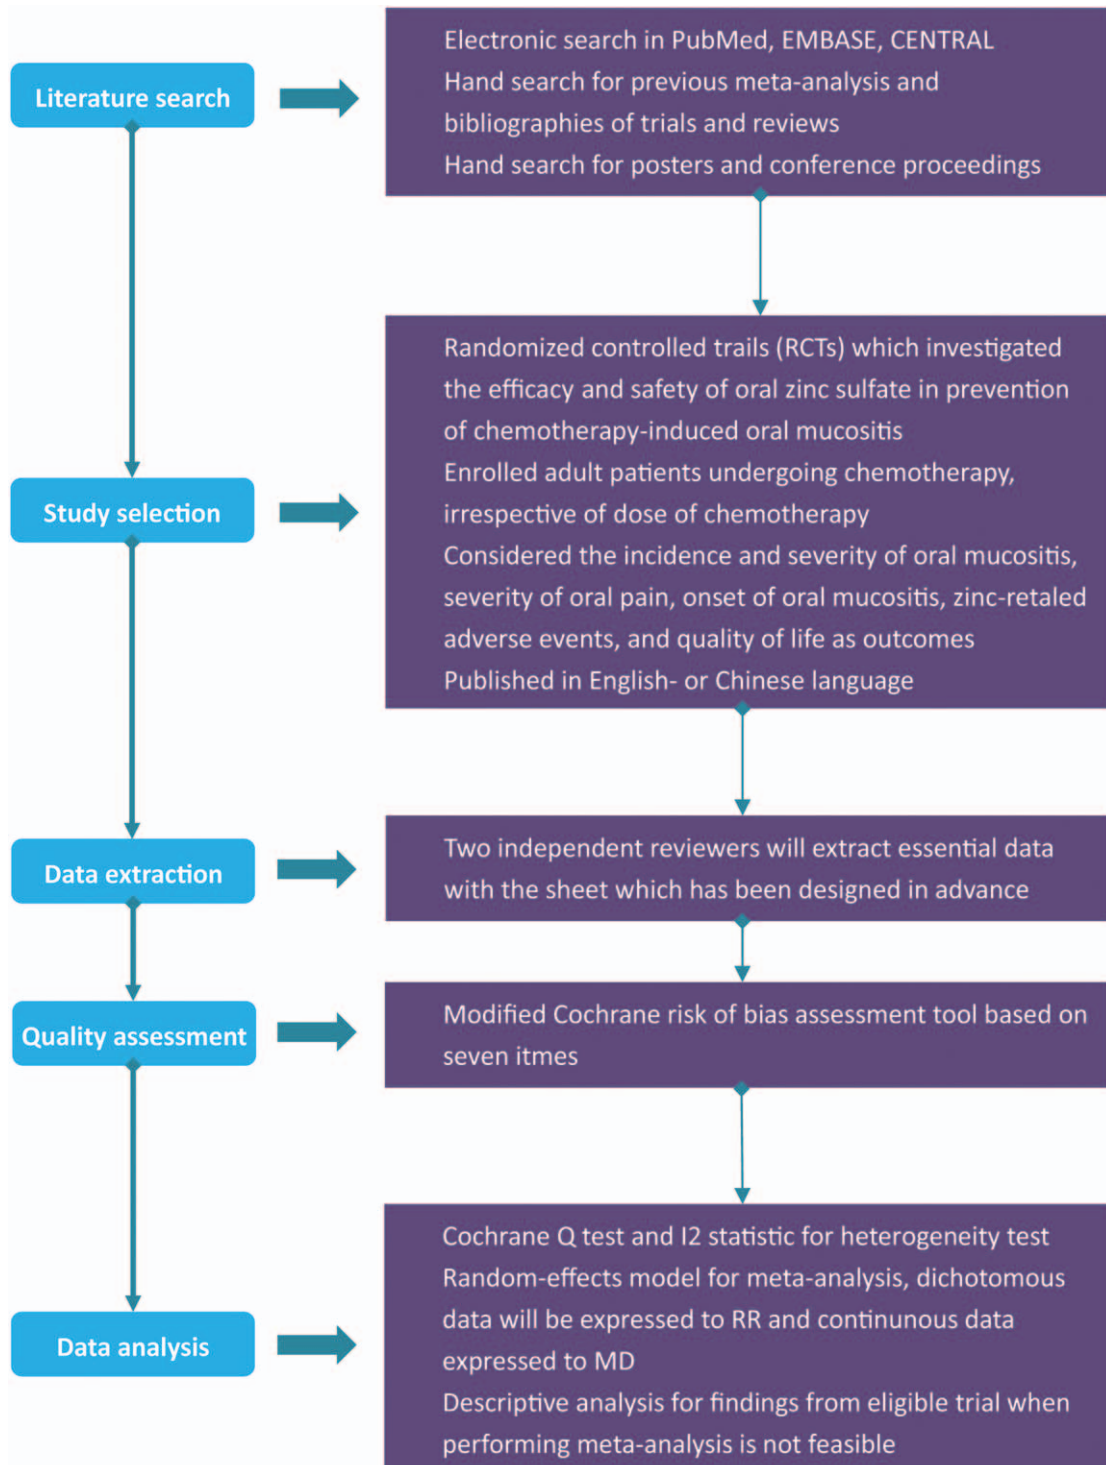 Literature search
Electronic search in PubMed, EMBASE, CENTRAL
Hand search for previous meta-analysis and
bibliographies of trials and reviews
Hand search for posters and conference proceedings
Study selection
Randomized controlled trails (RCTs) which investigated
the efficacy and safety of oral zinc sulfate in prevention
of chemotherapy-induced oral mucositis
Enrolled adult patients undergoing chemotherapy,
irrespective of dose of chemotherapy
Considered the incidence and severity of oral mucositis,
severity of oral pain, onset of oral mucositis, zinc-retaled
adverse events, and quality of life as outcomes
Published in English- or Chinese language
Data extraction
Two independent reviewers will extract essential data
with the sheet which has been designed in advance
Quality assessment
Modified Cochrane risk of bias assessment tool based on
seven itmes
Data analysis
Cochrane Q test and I2 statistic for heterogeneity test
Random-effects model for meta-analysis, dichotomous
data will be expressed to RR and continunous data
expressed to MD
Descriptive analysis for findings from eligible trial when
performing meta-analysis is not feasible